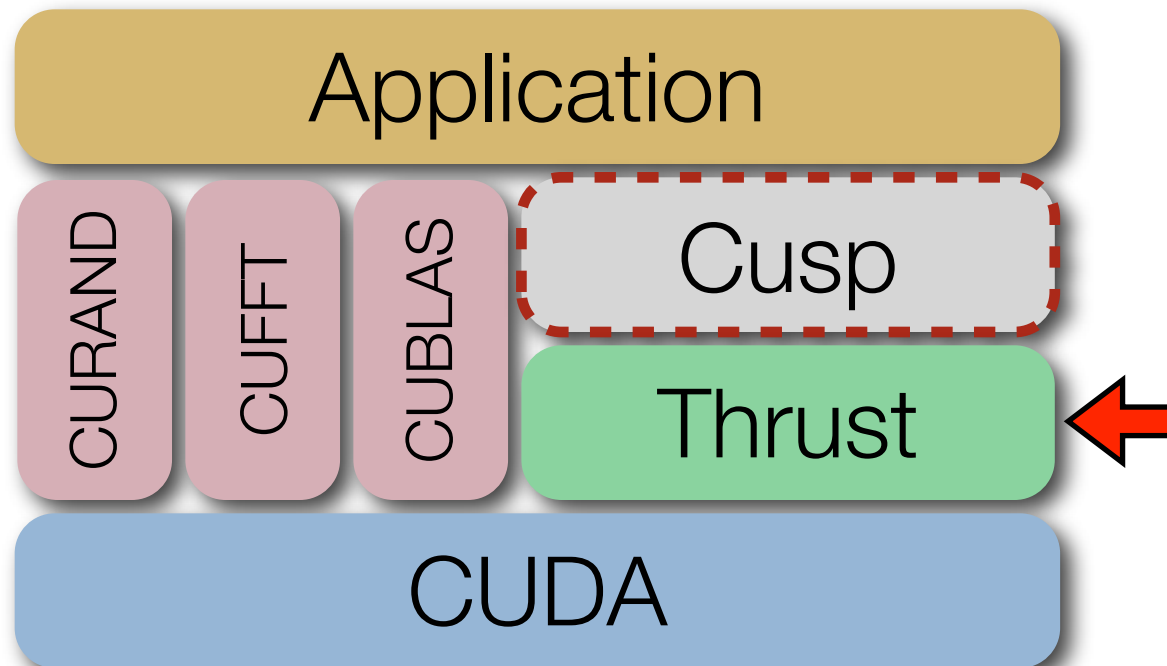 Application
CURAND
CUFFT
CUBLAS
Cusp
Thrust
CUDA